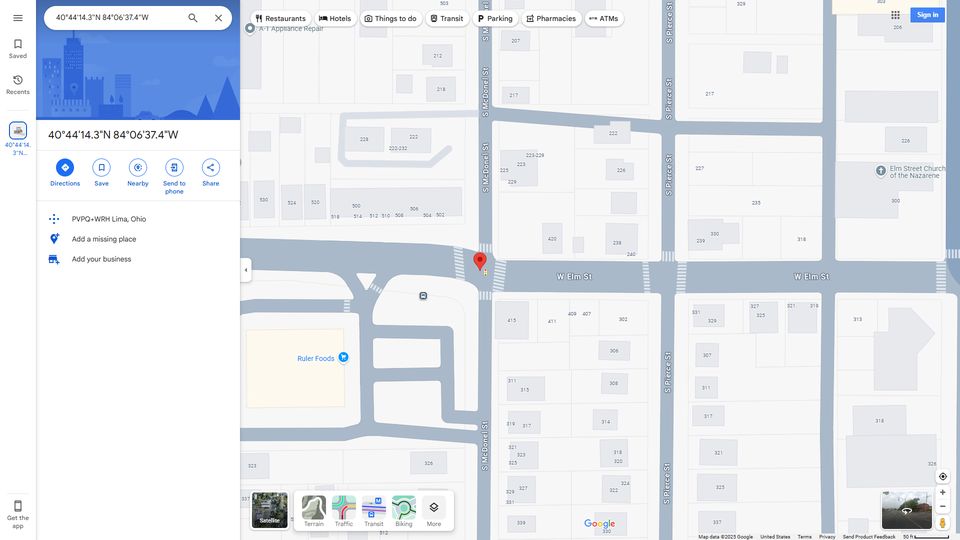 40°44'14.3"N 84°06'37.4"W
Restaurants
Hotels
Things to do
Transit
Parking
Pharmacies
ATMs
Sign in
Saved
Recents
40°44'14.
3"N...
40°44'14.3"N 84°06'37.4"W
Directions
Save
Nearby
Send to
phone
Share
PVPQ+WRH Lima, Ohio
Add a missing place
Add your business
Get the
app
A-1 Appliance Repair
S McDonel St
S McDonel St
S McDonel St
S Pierce St
S Pierce St
S Pierce St
S Pierce St
W Elm St
W Elm St
Elm Street Church
of the Nazarene
Ruler Foods
207
212
218
217
329
217
206
226
228
222
222-232
223-229
223
225
229
222
226
227
235
300
530
524
520
500
518
514
512
510
508
506
504
502
420
238
240
330
239
318
415
411
409
407
302
306
308
311
315
314
319
317
321
323
325
318
320
329
327
322
324
339
330
331
329
327
325
321
319
307
311
317
321
325
337
313
318
326
323
326
337
512
Satellite
Terrain
Traffic
Transit
Biking
More
Google
Map data ©2025 Google
United States
Terms
Privacy
Send Product Feedback
50 ft